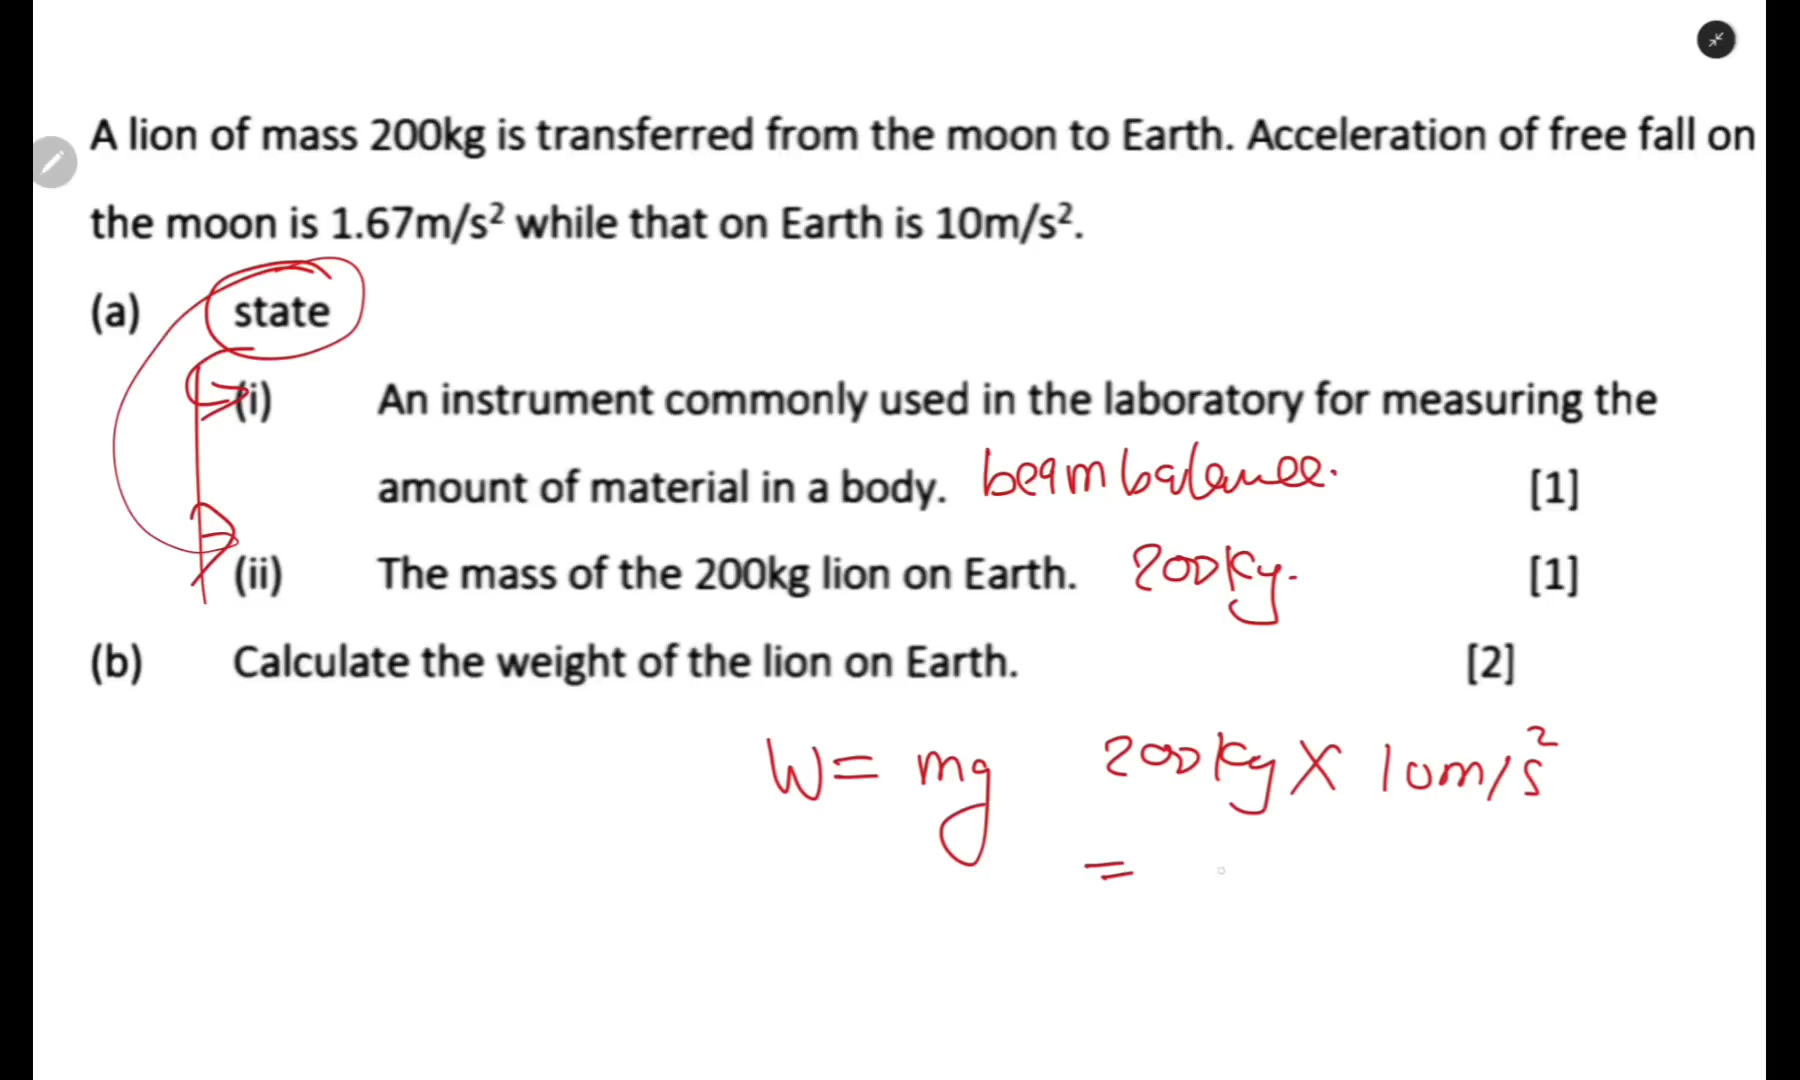 A lion of mass 200kg is transferred from the moon to Earth. Acceleration of free fall on
the moon is 1.67m/s² while that on Earth is 10m/s².
(a) state
(i) An instrument commonly used in the laboratory for measuring the
amount of material in a body. beam balance. [1]
(ii) The mass of the 200kg lion on Earth. 200kg. [1]
(b) Calculate the weight of the lion on Earth. [2]
W = mg 200kg X 10m/s²
=